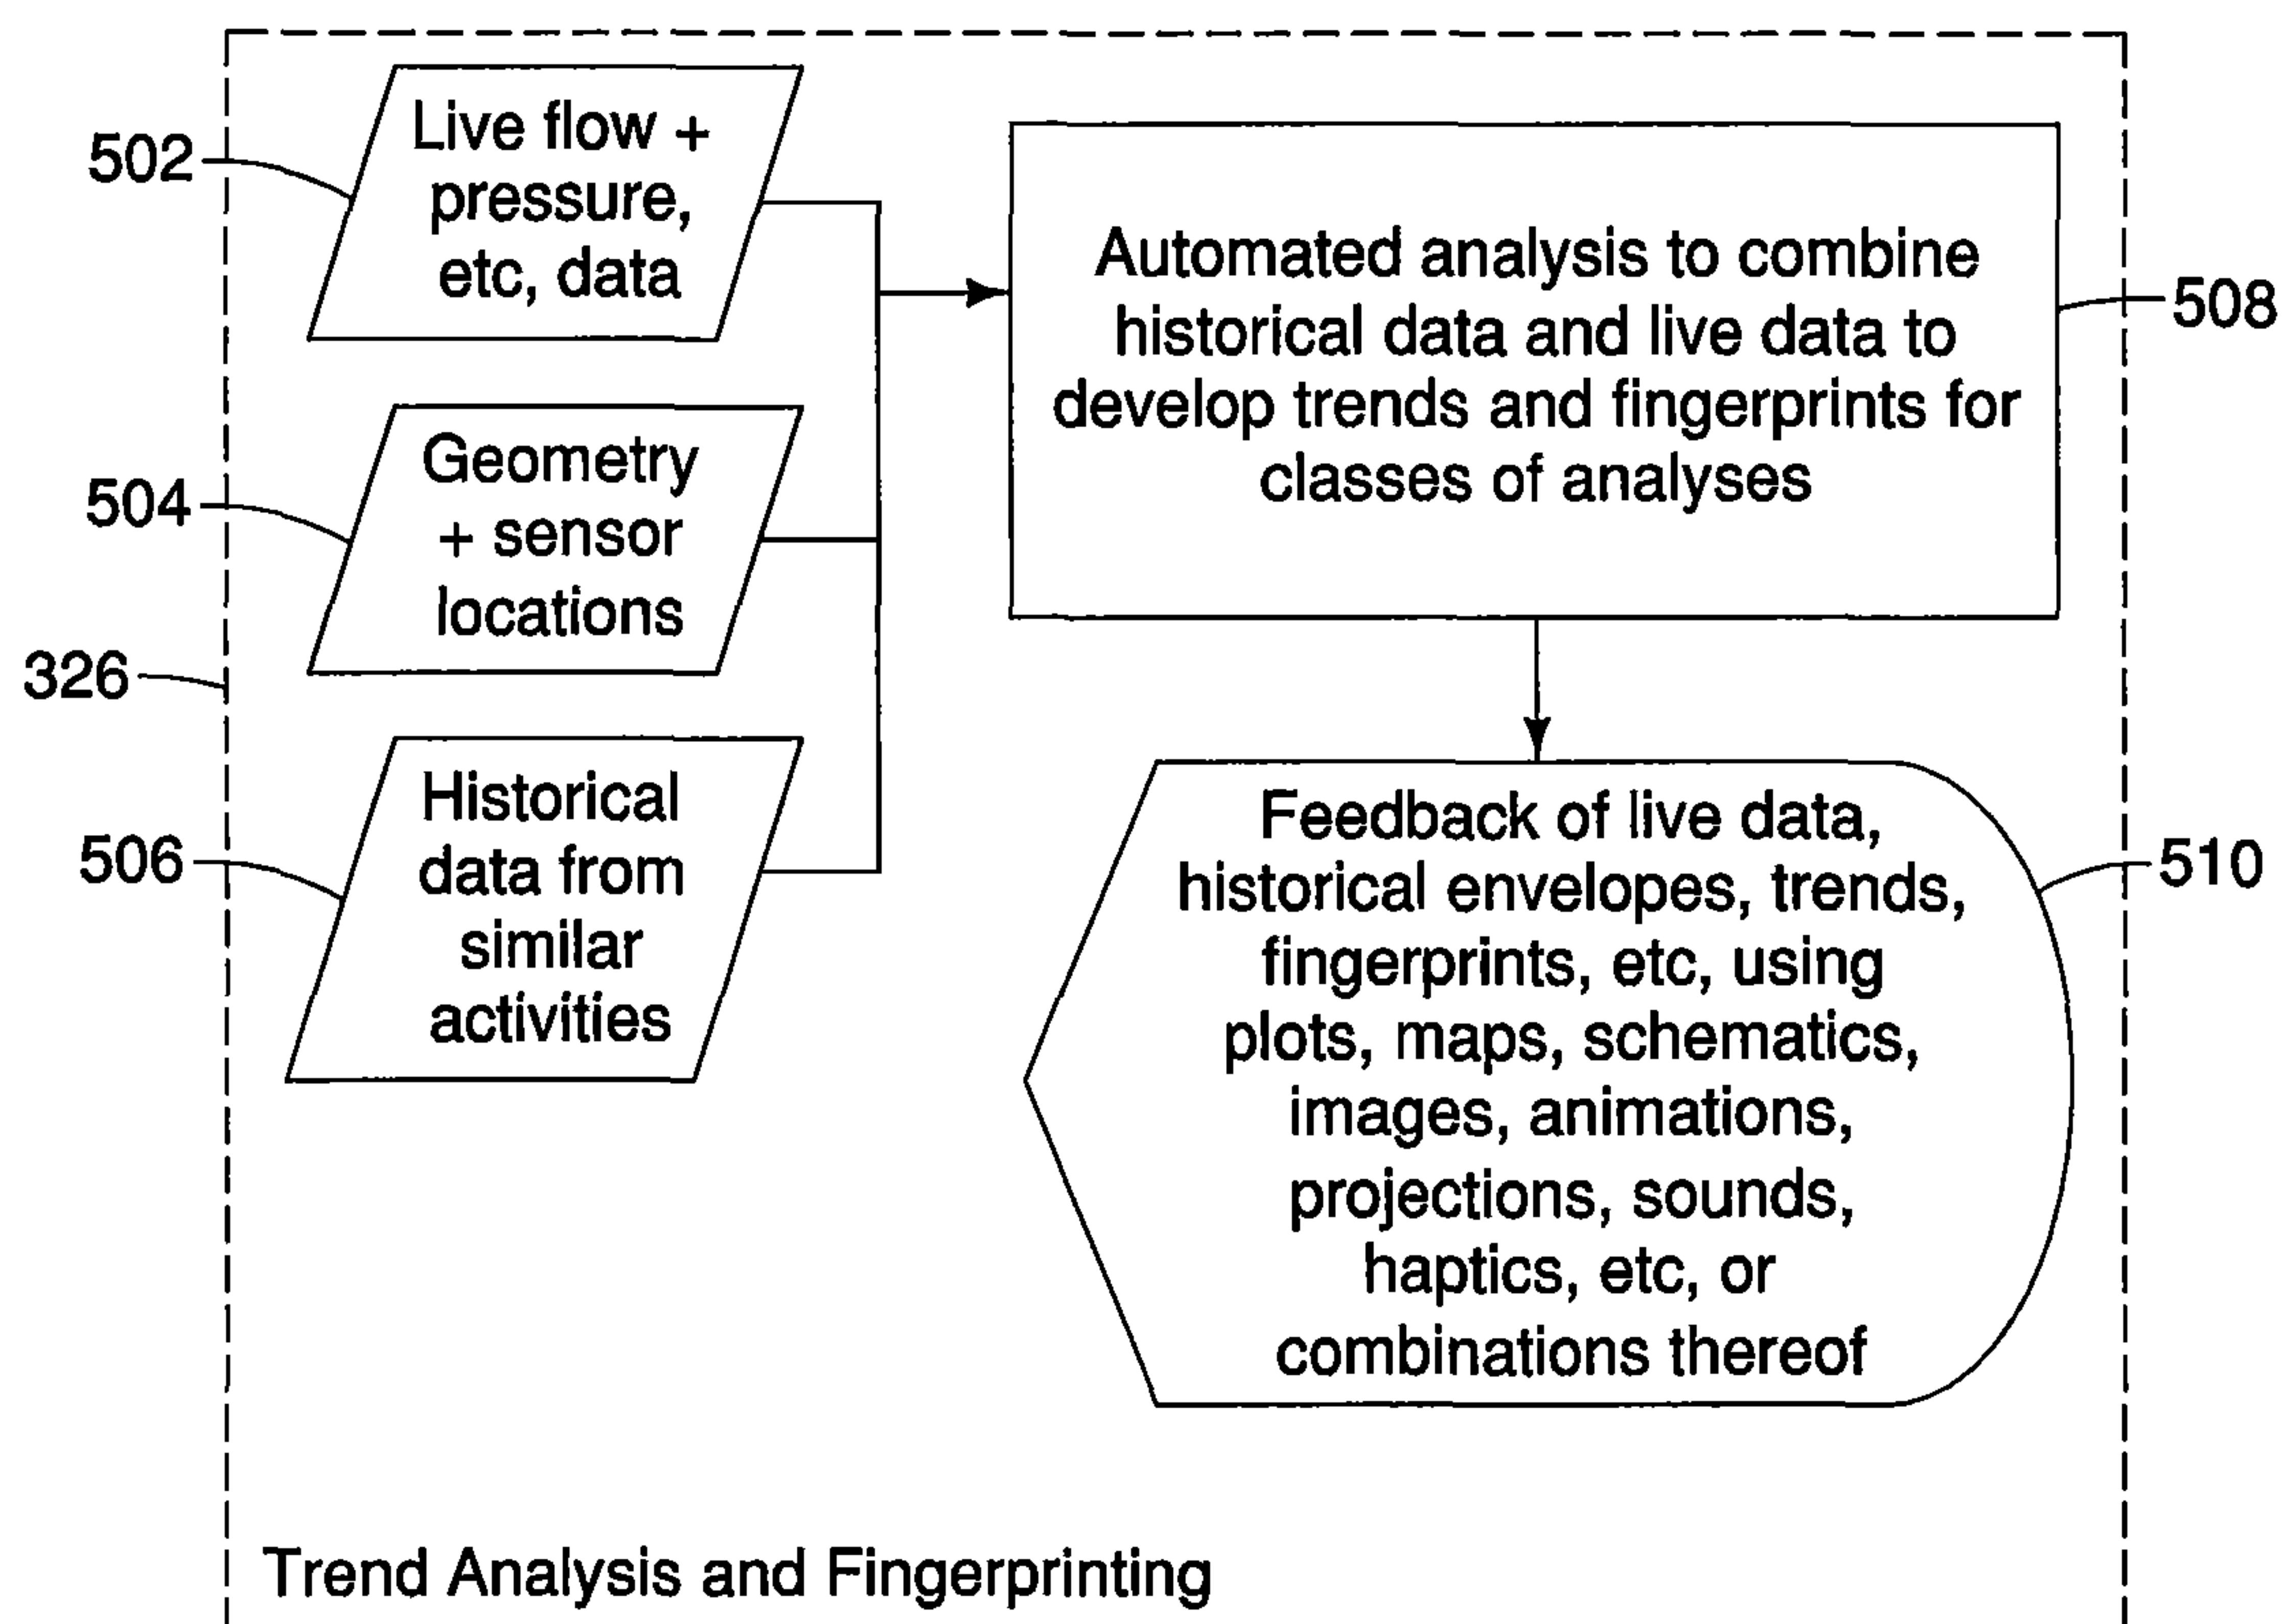 502
Live flow +
pressure,
etc, data
504
Geometry
+ sensor
locations
326
506
Historical
data from
similar
activities
Automated analysis to combine
historical data and live data to
develop trends and fingerprints for
classes of analyses
508
Feedback of live data,
historical envelopes, trends,
fingerprints, etc, using
plots, maps, schematics,
images, animations,
projections, sounds,
haptics, etc, or
combinations thereof
510
Trend Analysis and Fingerprinting